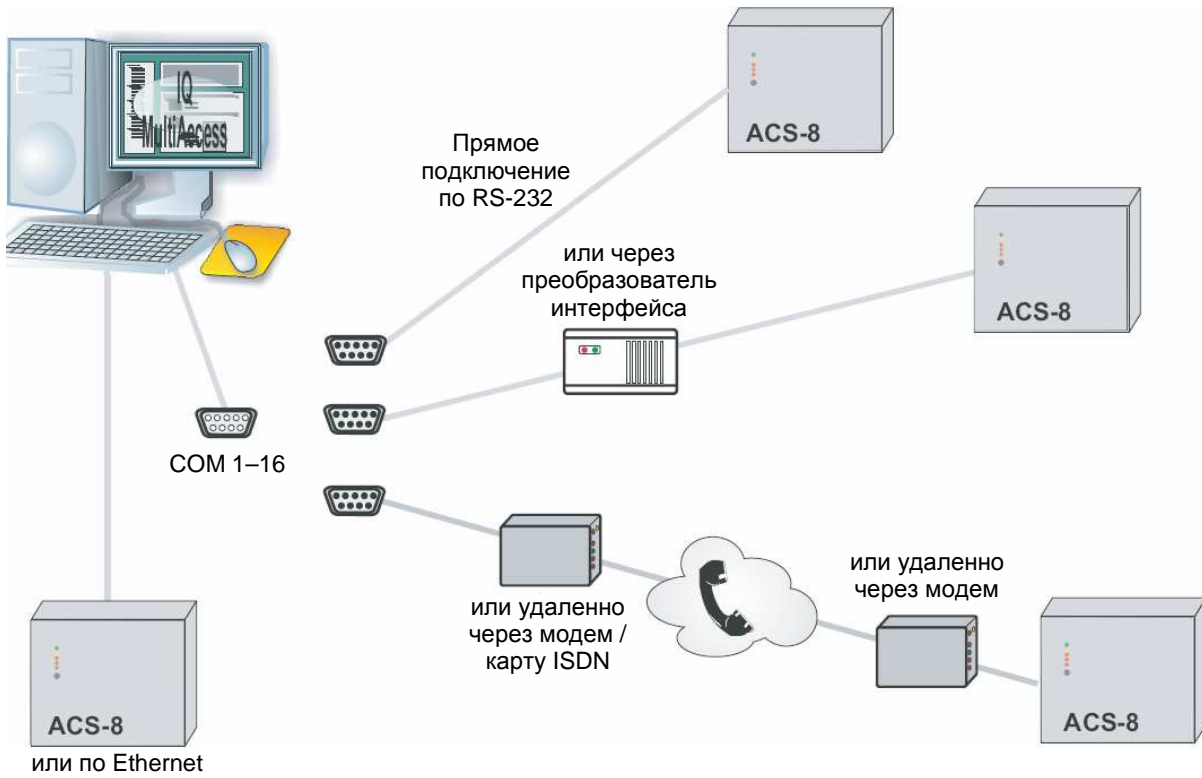 IQ
MultiAccess
ACS-8
Прямое
подключение
по RS-232
или через
преобразователь
интерфейса
ACS-8
COM 1–16
или удаленно
через модем /
карту ISDN
или удаленно
через модем
ACS-8
ACS-8
или по Ethernet